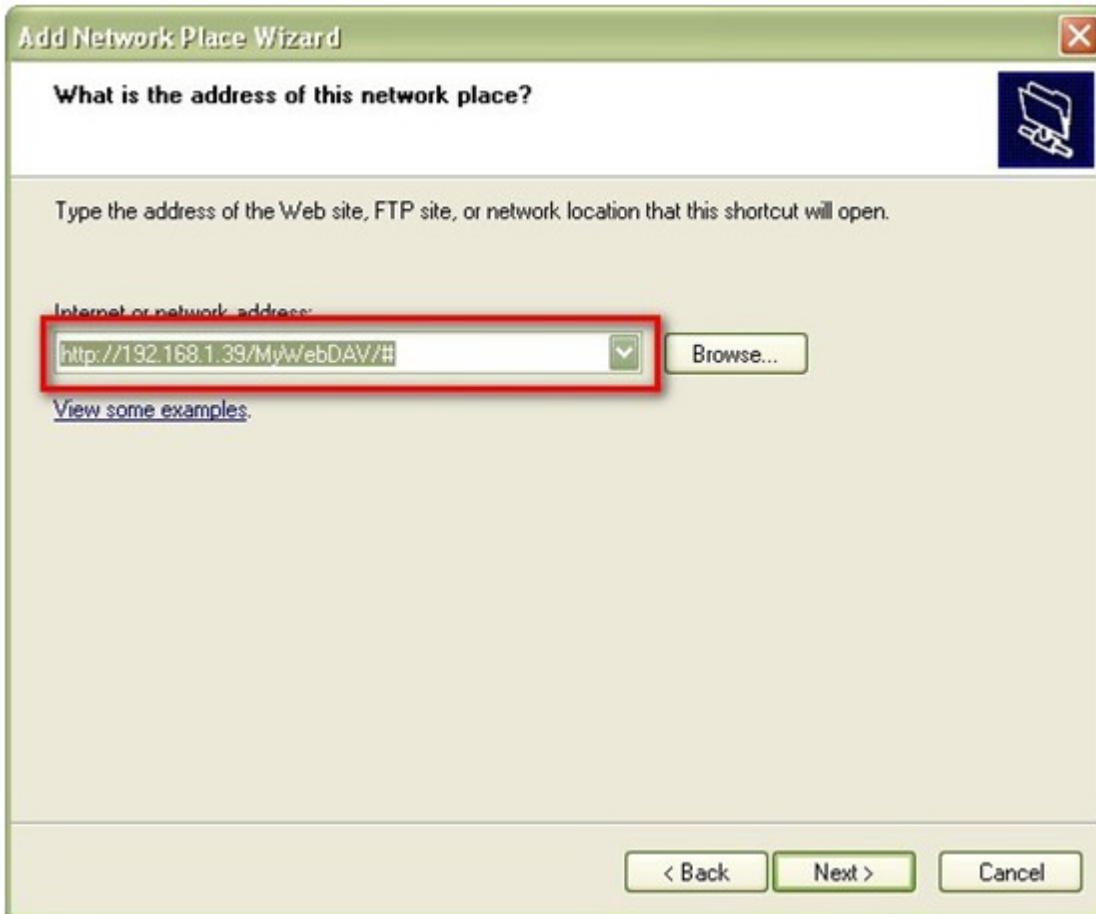 Add Network Place Wizard
What is the address of this network place?
Type the address of the Web site, FTP site, or network location that this shortcut will open.
Internet or network address:
http://192.168.1.39/MyWebDAV/#
Browse...
View some examples.
< Back
Next >
Cancel